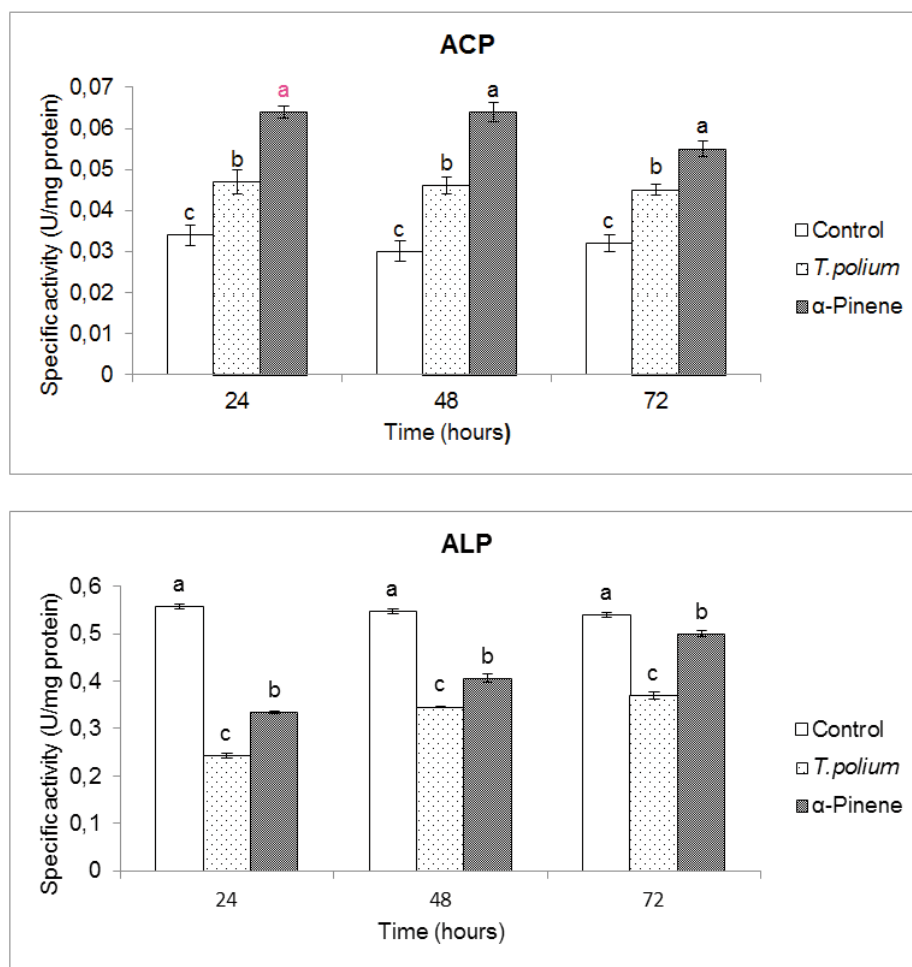 ACP
Specific activity (U/mg protein)
0,07
0,06
0,05
0,04
0,03
0,02
0,01
0
c b a
c b a
c b a
24 48 72
Time (hours)
Control
T.polium
α-Pinene
ALP
Specific activity (U/mg protein)
0,6
0,5
0,4
0,3
0,2
0,1
0
a c b
a c b
a c b
24 48 72
Time (hours)
Control
T.polium
α-Pinene